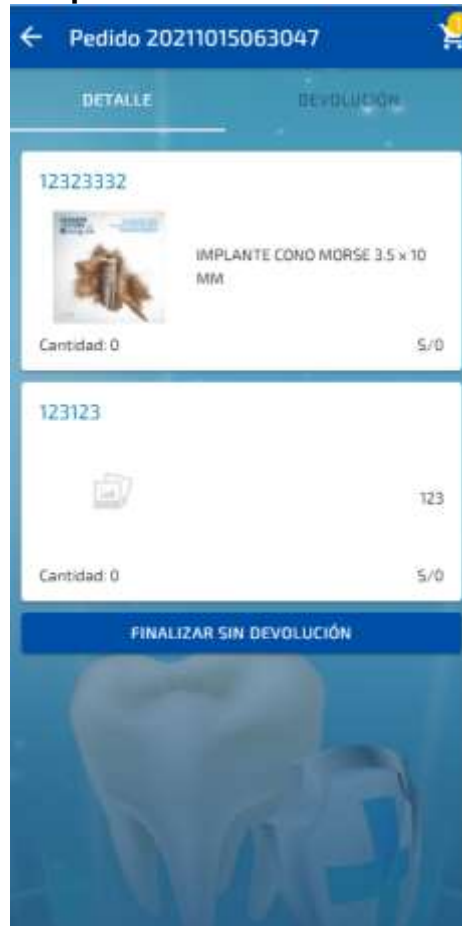 Pedido 20211015063047
DETALLE
DEVOLUCIÓN
12323332
IMPLANTE CONO MORSE 3.5 x 10
MM
Cantidad: 0
S/0
123123
123
Cantidad: 0
S/0
FINALIZAR SIN DEVOLUCIÓN